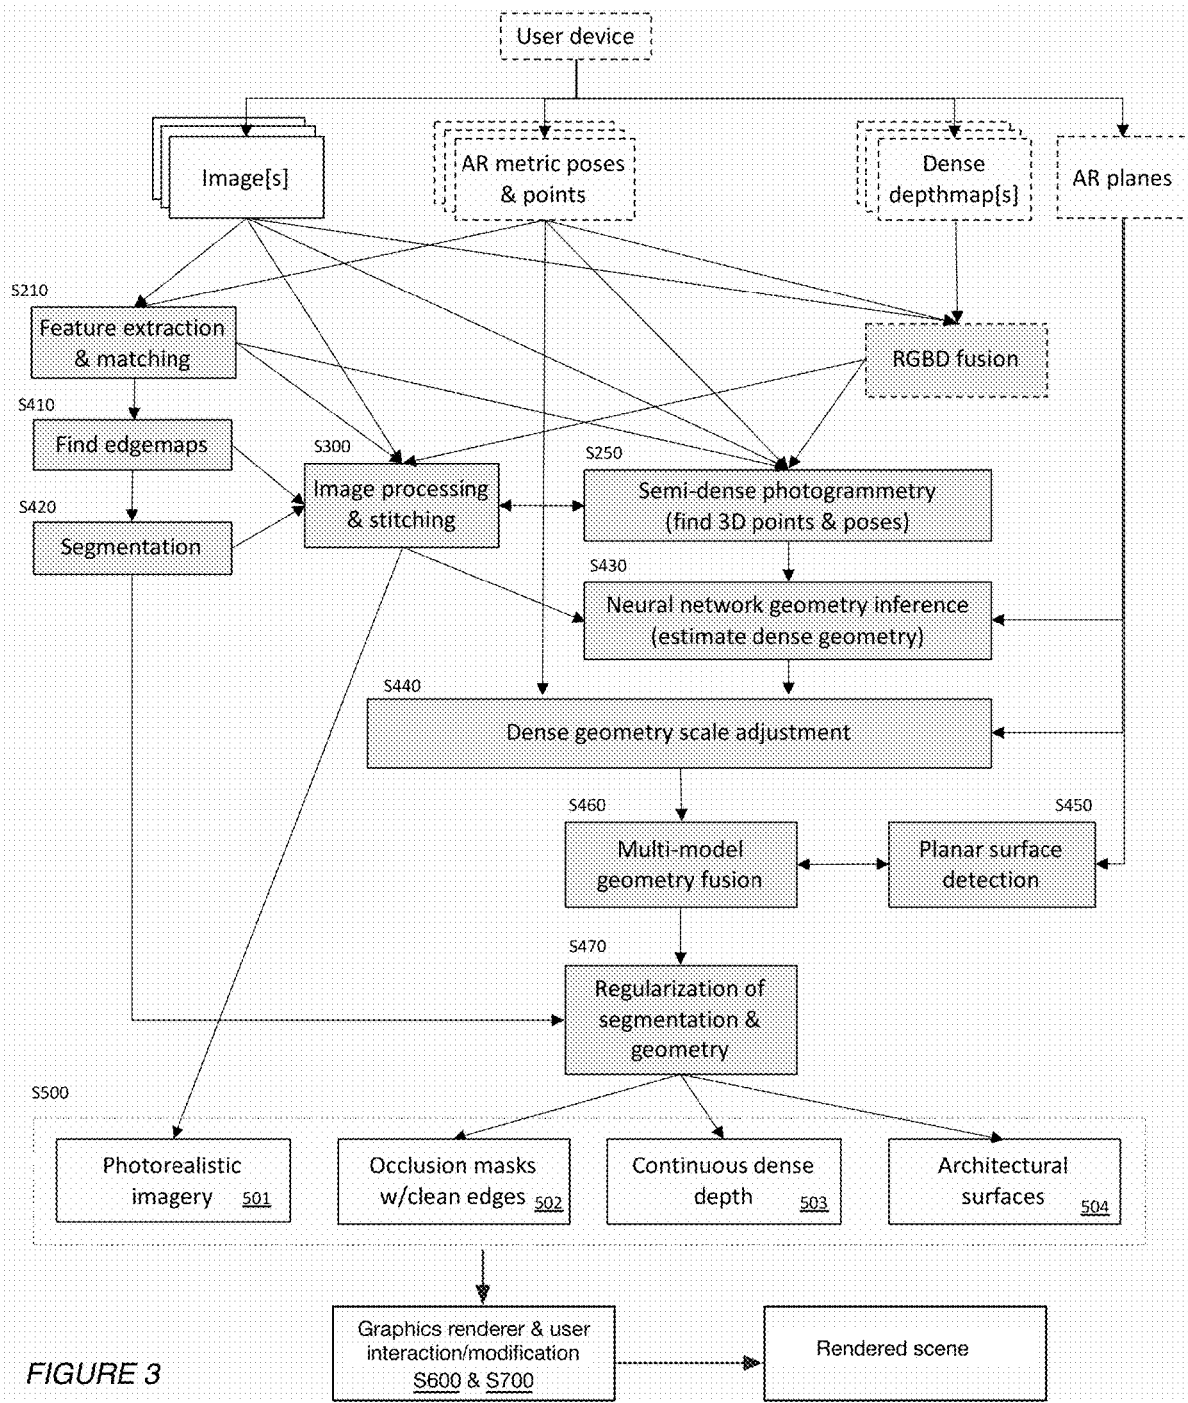 User device
Image[s]
AR metric poses
& points
Dense
depthmap[s]
AR planes
S210
Feature extraction
& matching
RGBD fusion
S410
Find edgemaps
S300
Image processing
& stitching
S250
Semi-dense photogrammetry
(find 3D points & poses)
S420
Segmentation
S430
Neural network geometry inference
(estimate dense geometry)
S440
Dense geometry scale adjustment
S460
Multi-model
geometry fusion
S450
Planar surface
detection
S470
Regularization of
segmentation &
geometry
S500
Photorealistic
imagery 501
Occlusion masks
w/clean edges 502
Continuous dense
depth 503
Architectural
surfaces 504
Graphics renderer & user
interaction/modification
S600 & S700
Rendered scene
FIGURE 3